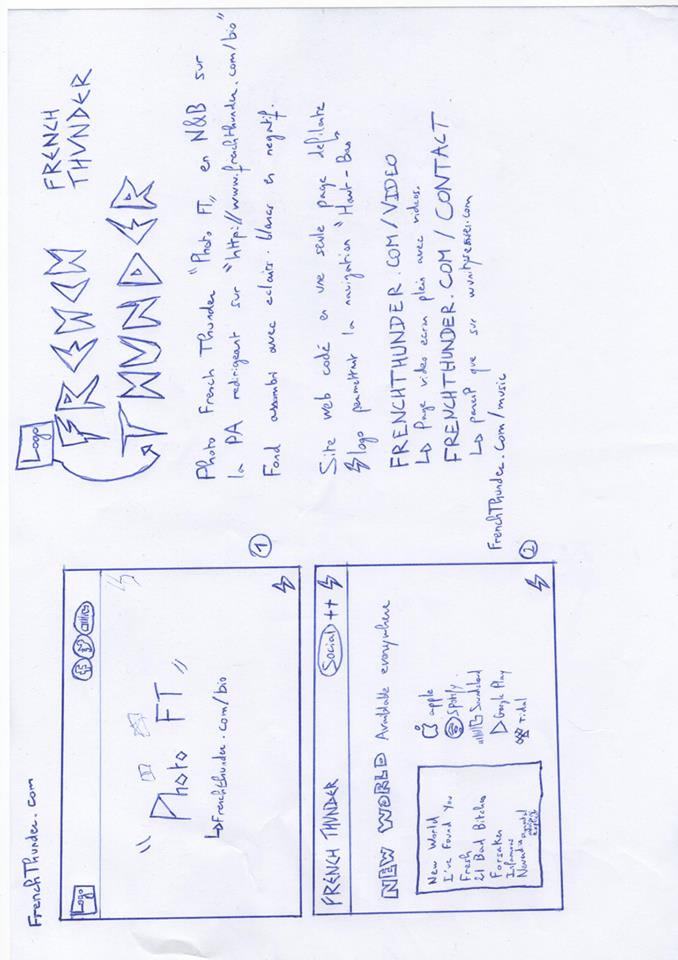 FrenchThunder.com
Logo
"Photo FT"
Frenchthunder.com/bio
1
FRENCH THUNDER
Social ++
NEW WORLD Available everywhere
New World
I've Found You
Fresh
21 Bad Bitches
Forsaken
Infamous
apple
Spotify
Soundcloud
Google Play
Tidal
2
Logo
FRENCH
THUNDER
FRENCH
THUNDER
Photo French Thunder "Photo FT" en N&B sur
la PA redirigeant sur "http://www.frenchthunder.com/bio"
Fond assombri avec eclairs blancs en negatif.
Site web codé en une seule page defilante
logo permettant la navigation "Haut-Bas"
FRENCHTHUNDER.COM/VIDEO
Page video ecran plein avec videos.
FRENCHTHUNDER.COM/CONTACT
pareil que sur
FrenchThunder.com/music